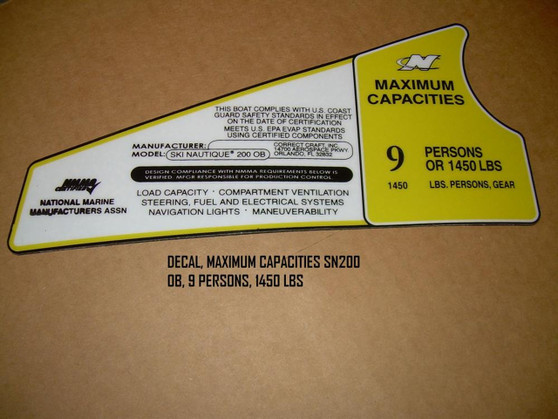 THIS BOAT COMPLIES WITH U.S. COAST
GUARD SAFETY STANDARDS IN EFFECT
ON THE DATE OF CERTIFICATION
MEETS U.S. EPA EVAP STANDARDS
USING CERTIFIED COMPONENTS
MANUFACTURER:
CORRECT CRAFT, INC.
14700 AEROSPACE PKWY
ORLANDO, FL 32832
MODEL: SKI NAUTIQUE® 200 OB
DESIGN COMPLIANCE WITH NMMA REQUIREMENTS BELOW IS
VERIFIED. MFGR RESPONSIBLE FOR PRODUCTION CONTROL.
LOAD CAPACITY · COMPARTMENT VENTILATION
STEERING, FUEL AND ELECTRICAL SYSTEMS
NAVIGATION LIGHTS · MANEUVERABILITY
NMMA
CERTIFIED
NATIONAL MARINE
MANUFACTURERS ASSN
N
MAXIMUM
CAPACITIES
9 PERSONS
OR 1450 LBS
1450 LBS. PERSONS, GEAR
DECAL, MAXIMUM CAPACITIES SN200
OB, 9 PERSONS, 1450 LBS